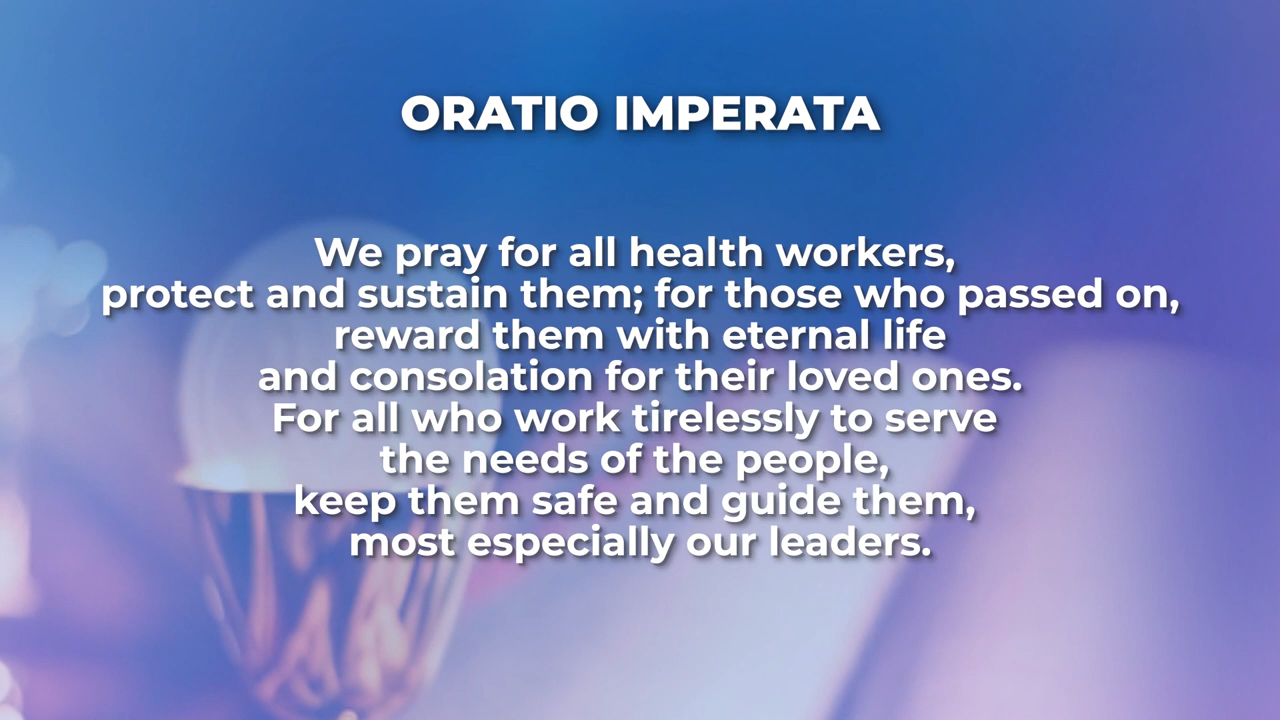 ORATIO IMPERATA
We pray for all health workers,
protect and sustain them; for those who passed on,
reward them with eternal life
and consolation for their loved ones.
For all who work tirelessly to serve
the needs of the people,
keep them safe and guide them,
most especially our leaders.